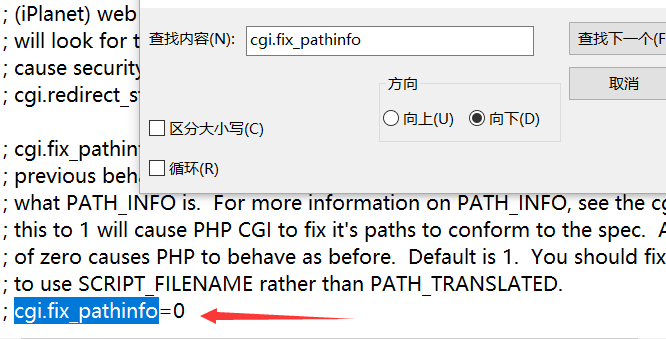 ; (iPlanet) web
; will look for t
; cause security
; cgi.redirect_st
查找内容(N):
cgi.fix_pathinfo
查找下一个(F
取消
方向
向上(U)
向下(D)
区分大小写(C)
循环(R)
; cgi.fix_pathinf
; previous beha
; what PATH_INFO is.  For more information on PATH_INFO, see the cg
; this to 1 will cause PHP CGI to fix it's paths to conform to the spec.  A
; of zero causes PHP to behave as before.  Default is 1.  You should fix
; to use SCRIPT_FILENAME rather than PATH_TRANSLATED.
; cgi.fix_pathinfo=0